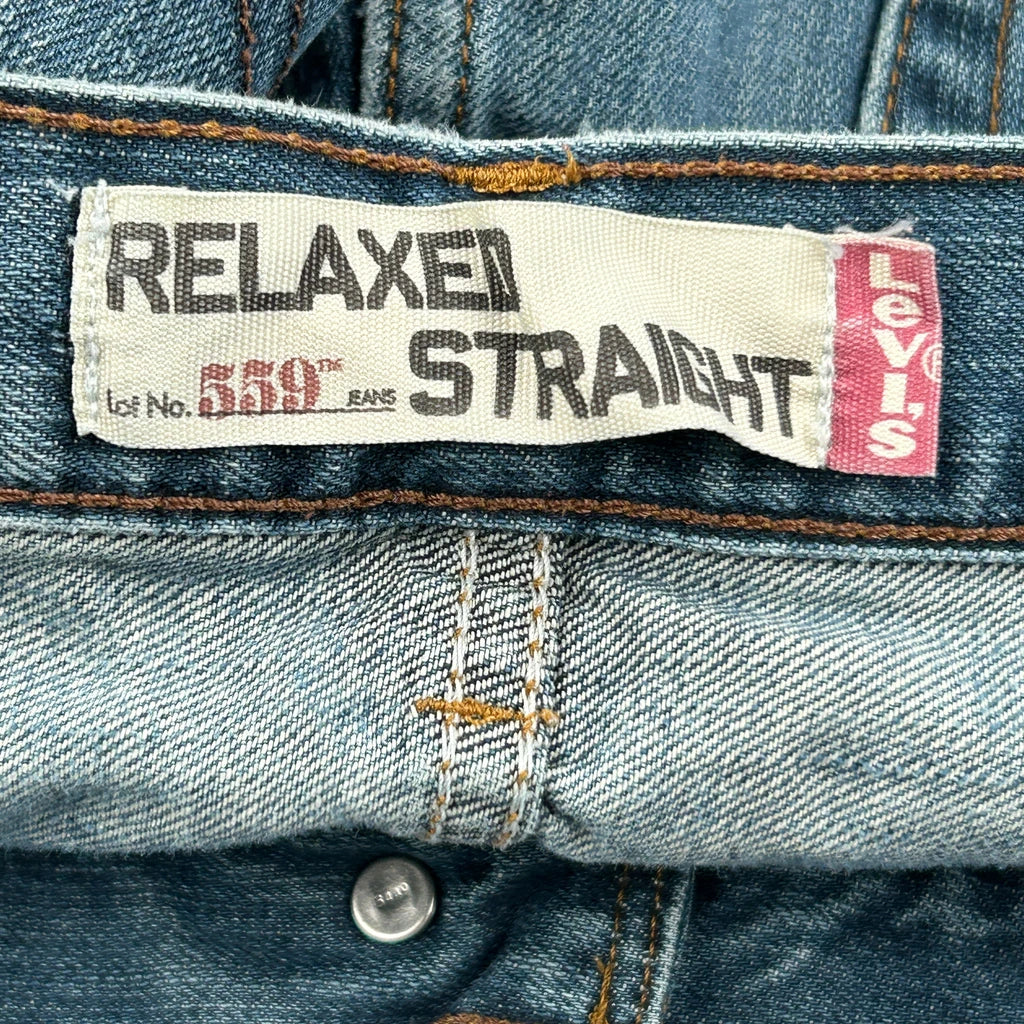 RELAXED
STRAIGHT
Lot No. 559™ JEANS
Levi's®